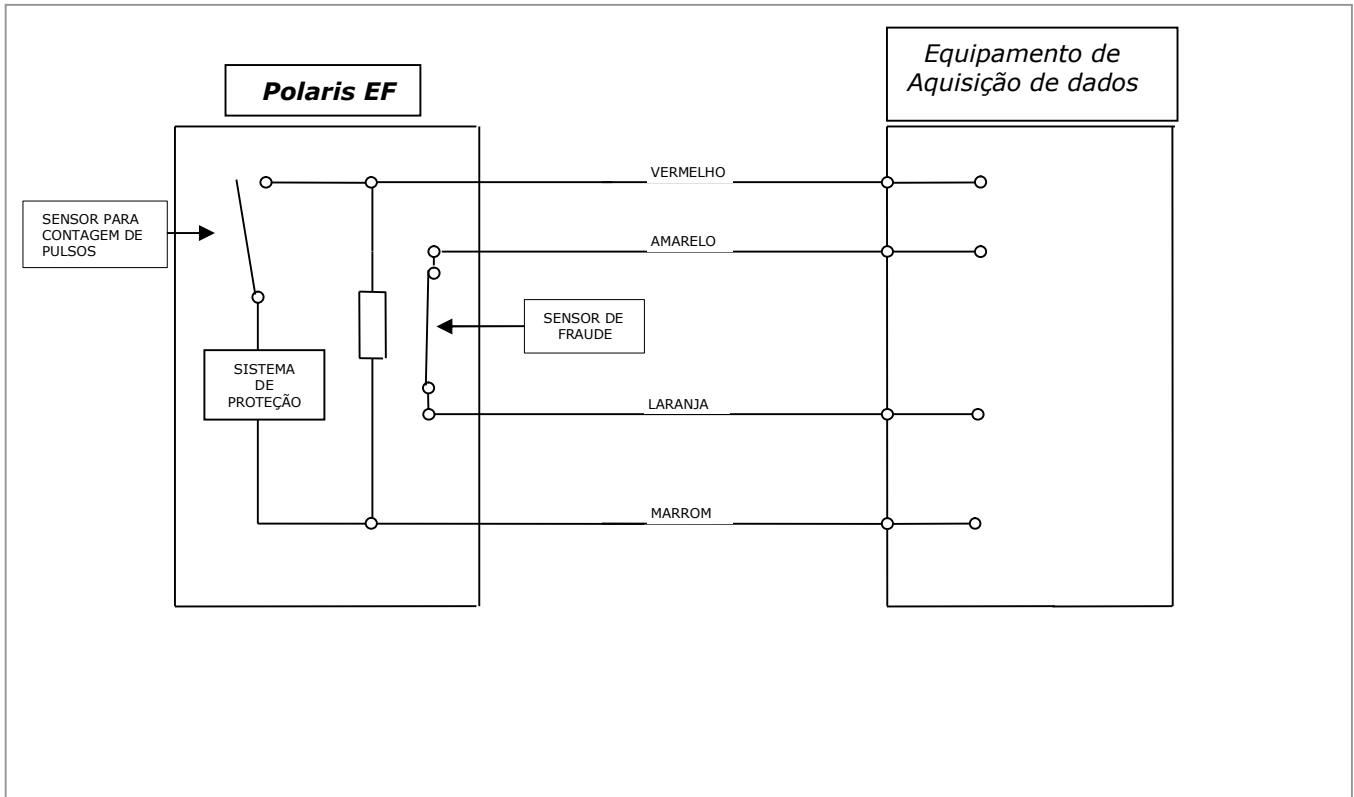 Equipamento de
Aquisição de dados
Polaris EF
VERMELHO
SENSOR PARA
CONTAGEM DE
PULSOS
AMARELO
SENSOR DE
FRAUDE
SISTEMA
DE
PROTEÇÃO
LARANJA
MARROM